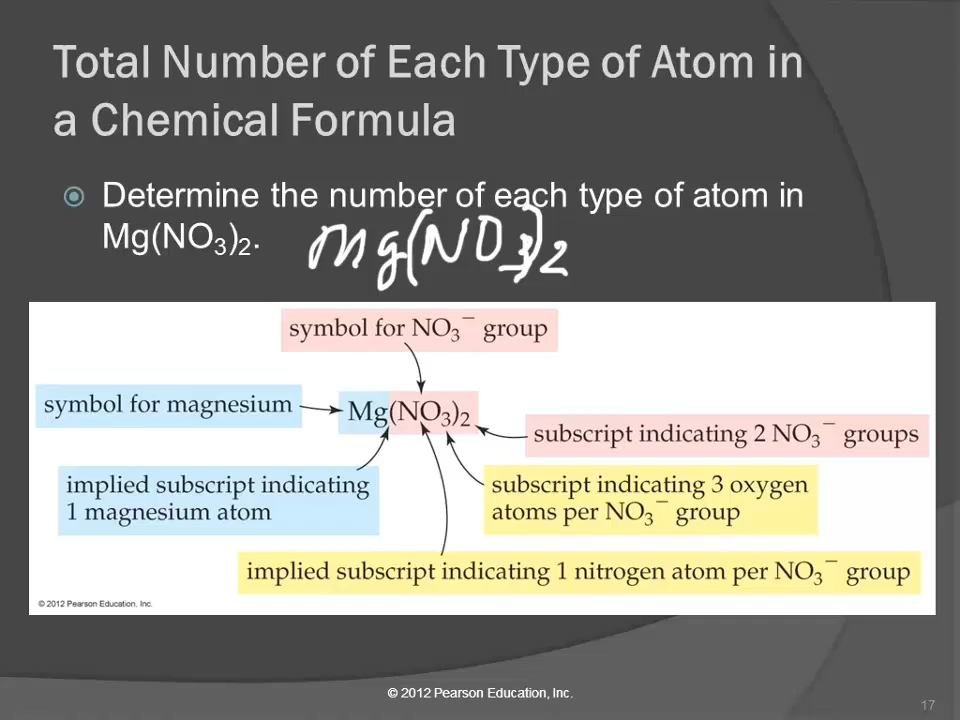 Total Number of Each Type of Atom in
a Chemical Formula
Determine the number of each type of atom in
Mg(NO₃)₂.
Mg(NO₃)₂
symbol for NO₃⁻ group
symbol for magnesium
Mg(NO₃)₂
subscript indicating 2 NO₃⁻ groups
implied subscript indicating
1 magnesium atom
subscript indicating 3 oxygen
atoms per NO₃⁻ group
implied subscript indicating 1 nitrogen atom per NO₃⁻ group
© 2012 Pearson Education, Inc.
© 2012 Pearson Education, Inc.
17